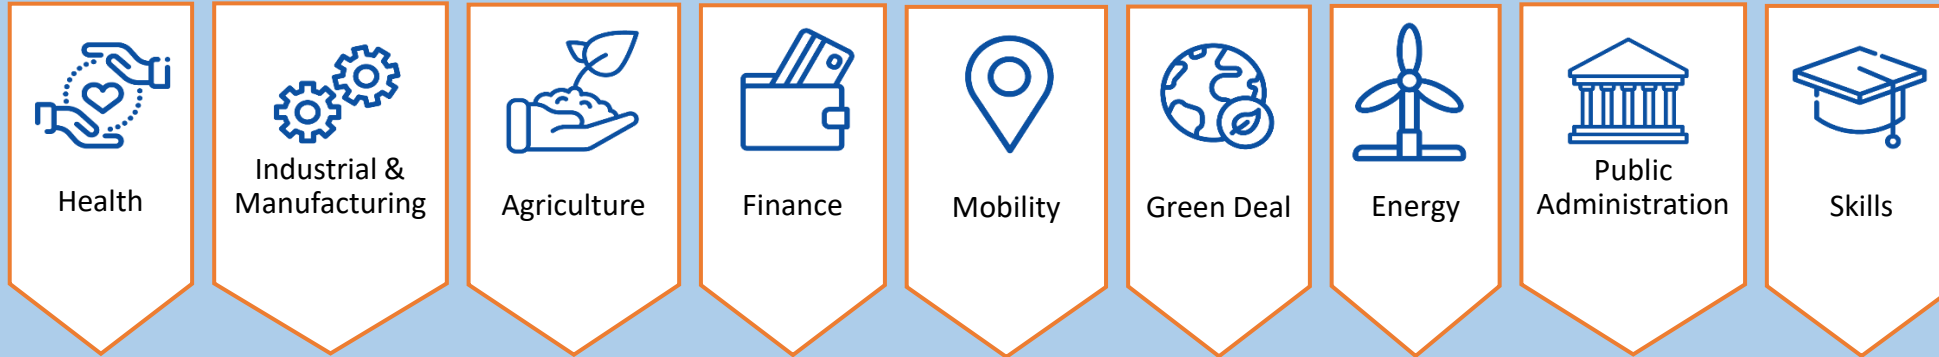 Health
Industrial &
Manufacturing
Agriculture
Finance
Mobility
Green Deal
Energy
Public
Administration
Skills